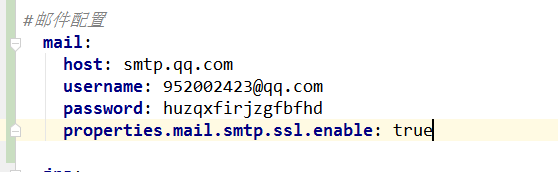 #邮件配置
mail:
host: smtp.qq.com
username: 952002423@qq.com
password: huzqxfirjzgfbfhd
properties.mail.smtp.ssl.enable: true